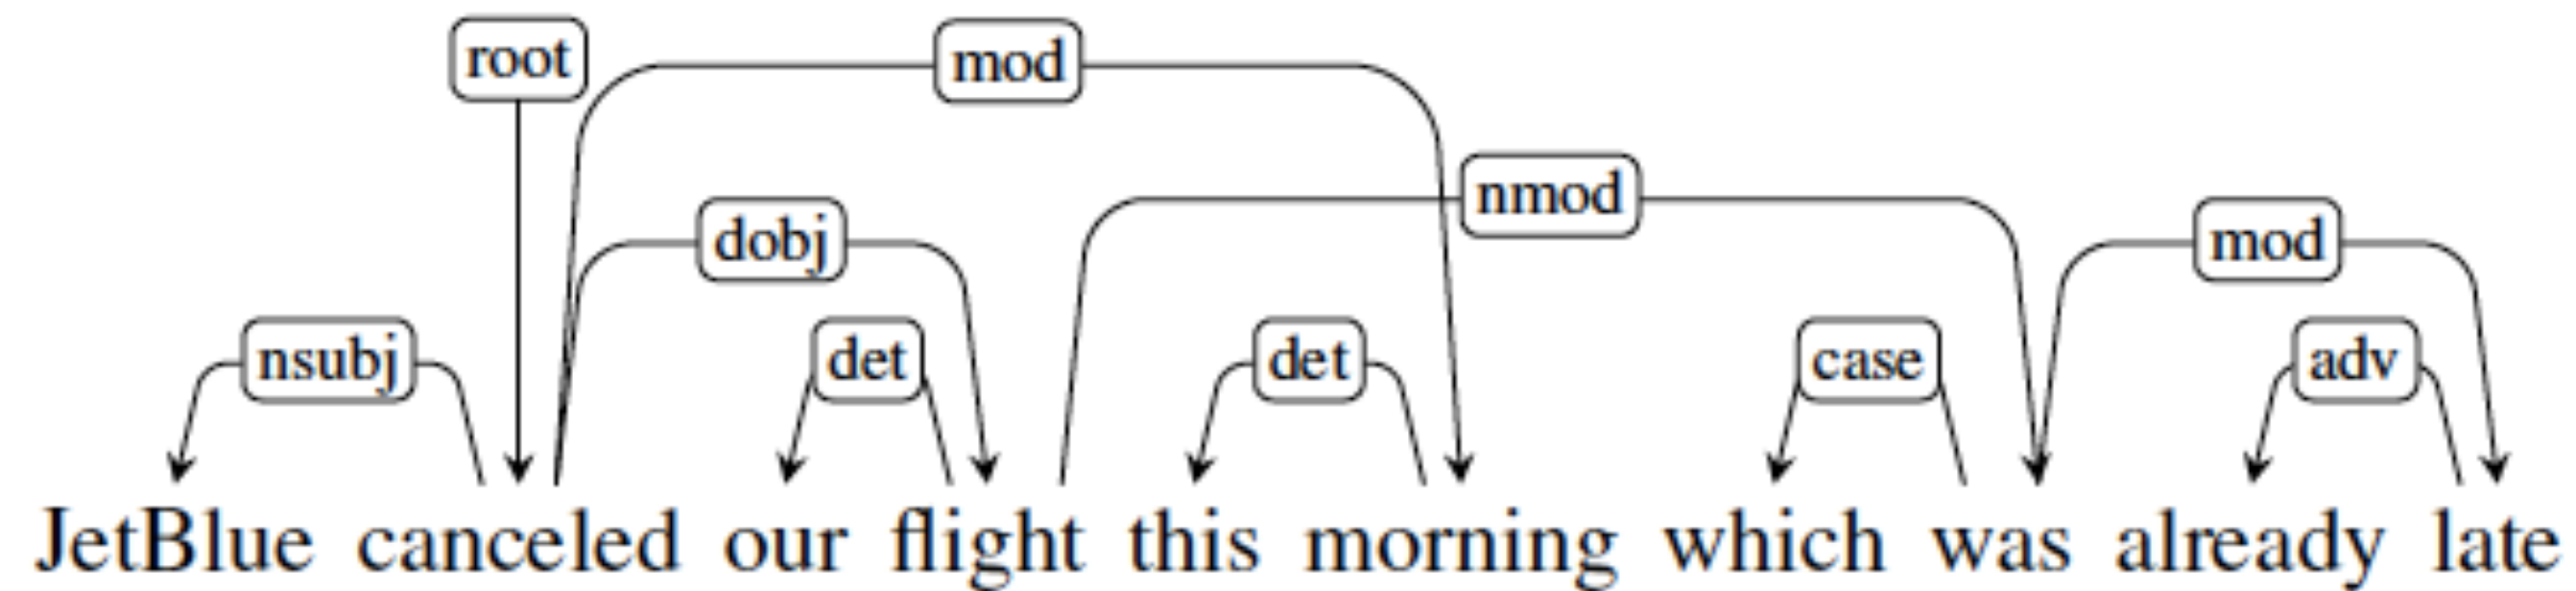 root mod
nmod
dobj mod
nsubj det det case adv
JetBlue canceled our flight this morning which was already late